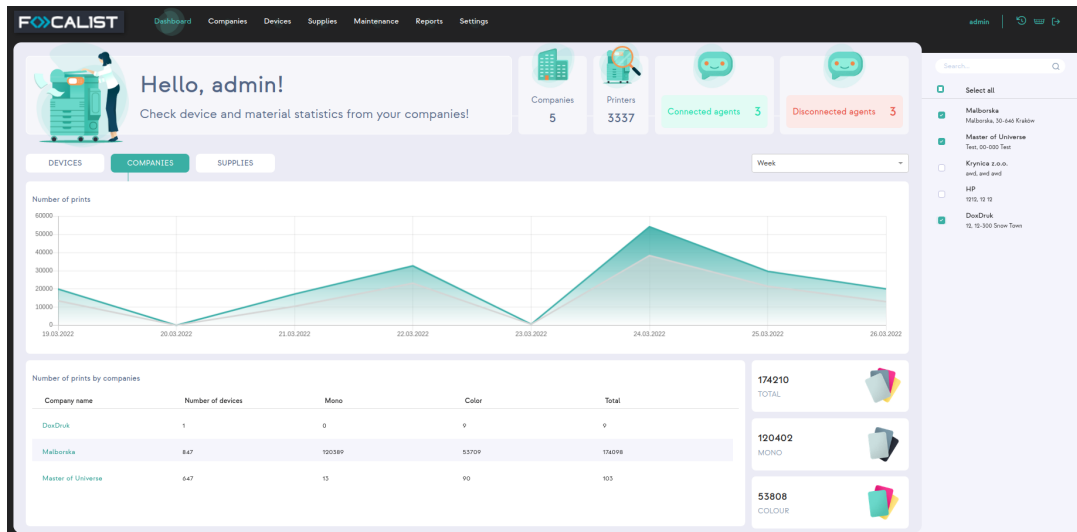 FOCALIST Dashboard Companies Devices Supplies Maintenance Reports Settings admin
Hello, admin!
Check device and material statistics from your companies!
Companies
5
Printers
3337
Connected agents 3
Disconnected agents 3
DEVICES COMPANIES SUPPLIES Week
Number of prints
60000
50000
40000
30000
20000
10000
0
19.03.2022 20.03.2022 21.03.2022 22.03.2022 23.03.2022 24.03.2022 25.03.2022 26.03.2022
Number of prints by companies
Company name Number of devices Mono Color Total
DoxDruk 1 0 9 9
Malborska 847 120389 53709 174098
Master of Universe 647 13 90 103
174210
TOTAL
120402
MONO
53808
COLOUR
Search...
Select all
Malborska
Malborska, 30-646 Kraków
Master of Universe
Test, 00-000 Test
Krynica z.o.o.
awd, awd awd
HP
1212, 12 12
DoxDruk
12, 12-300 Snow Town